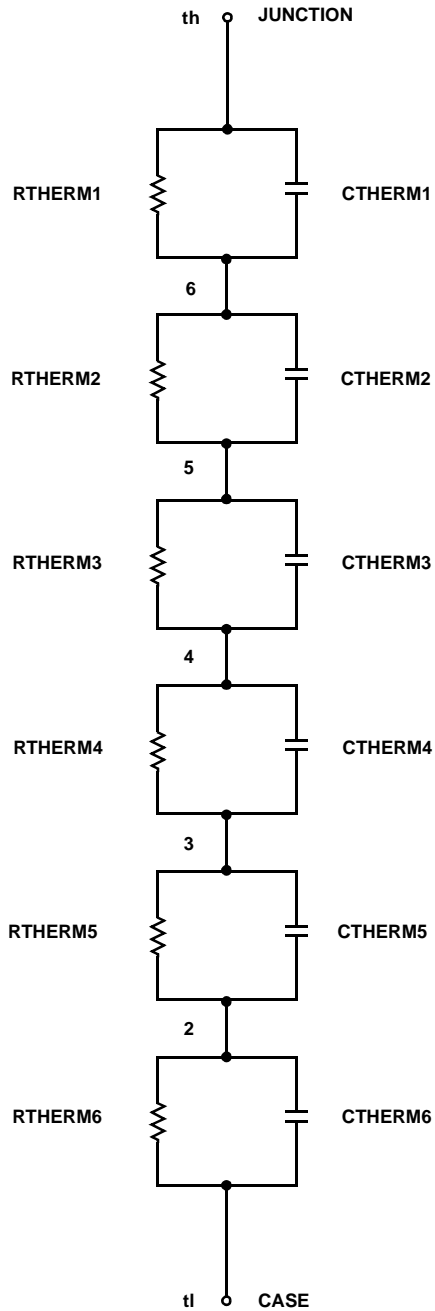 th JUNCTION
RTHERM1 CTHERM1
6
RTHERM2 CTHERM2
5
RTHERM3 CTHERM3
4
RTHERM4 CTHERM4
3
RTHERM5 CTHERM5
2
RTHERM6 CTHERM6
tl CASE